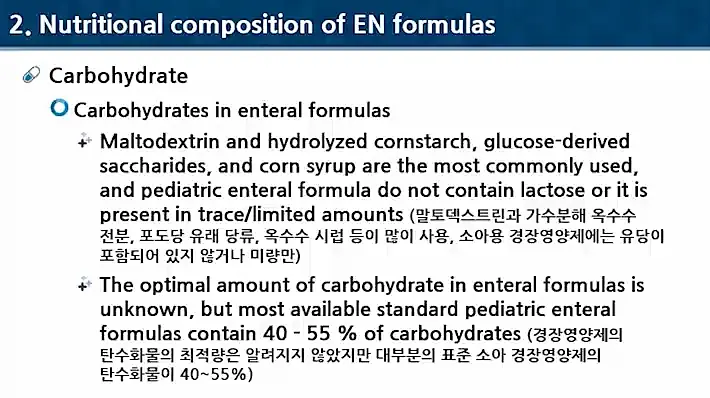 2. Nutritional composition of EN formulas
Carbohydrate
Carbohydrates in enteral formulas
Maltodextrin and hydrolyzed cornstarch, glucose-derived
saccharides, and corn syrup are the most commonly used,
and pediatric enteral formula do not contain lactose or it is
present in trace/limited amounts (말토덱스트린과 가수분해 옥수수
전분, 포도당 유래 당류, 옥수수 시럽 등이 많이 사용, 소아용 경장영양제에는 유당이
포함되어 있지 않거나 미량만)
The optimal amount of carbohydrate in enteral formulas is
unknown, but most available standard pediatric enteral
formulas contain 40 - 55 % of carbohydrates (경장영양제의
탄수화물의 최적량은 알려지지 않았지만 대부분의 표준 소아 경장영양제의
탄수화물이 40~55%)